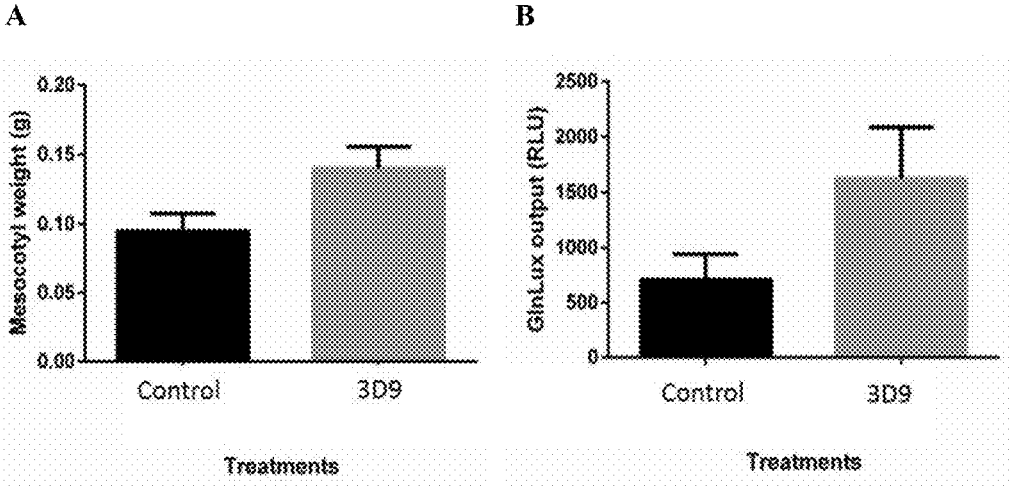 A
Mesocotyl weight (g)
0.20
0.15
0.10
0.05
0.00
Control 3D9
Treatments
B
GlnLux output (RLU)
2500
2000
1500
1000
500
0
Control 3D9
Treatments